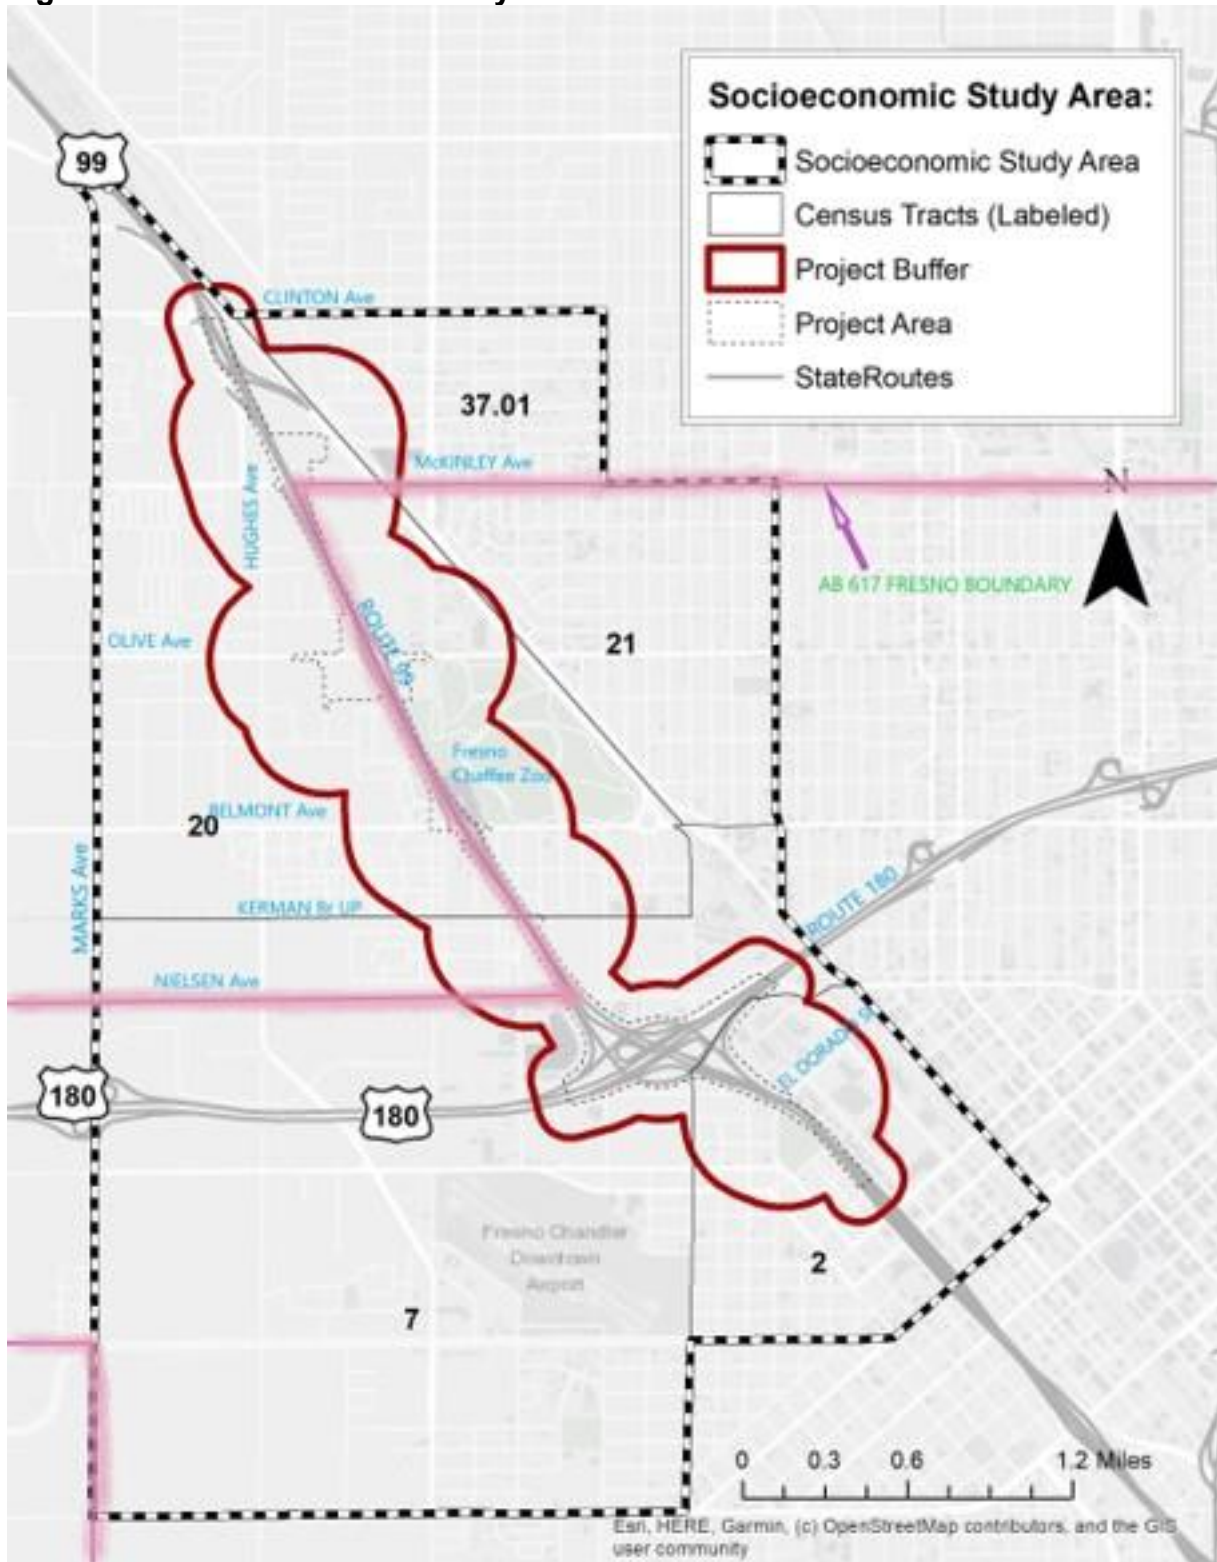 Socioeconomic Study Area:
Socioeconomic Study Area
Census Tracts (Labeled)
Project Buffer
Project Area
StateRoutes
99
CLINTON Ave
37.01
McKINLEY Ave
N
HUGHES Ave
AB 617 FRESNO BOUNDARY
ROUTE 99
OLIVE Ave
21
Fresno
Chaffee Zoo
BELMONT Ave
20
ROUTE 180
MARKS Ave
KERMAN Br UP
NIELSEN Ave
EL DORADO St
180
180
Fresno Chandler
Downtown
Airport
2
7
0 0.3 0.6 1.2 Miles
Esri, HERE, Garmin, (c) OpenStreetMap contributors, and the GIS
user community